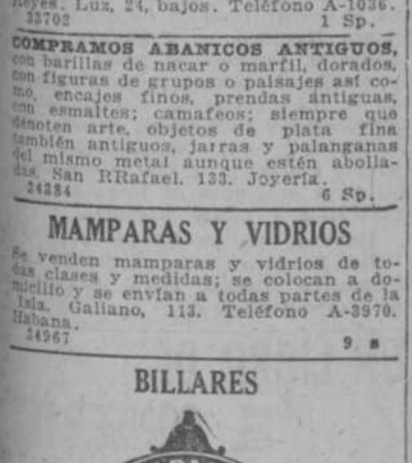 Reyes. Luz, 24, bajos. Teléfono A-1036.
33703 1 Sp.
COMPRAMOS ABANICOS ANTIGUOS,
con barillas de nacar o marfil, dorados,
con figuras de grupos o paisajes así co-
mo, encajes finos, prendas antiguas,
con esmaltes; camafeos; siempre que
denoten arte, objetos de plata fina
también antiguos, jarras y palanganas
del mismo metal aunque estén abolla-
das. San RRafael. 133. Joyería.
34284 6 Sp.
MAMPARAS Y VIDRIOS
Se venden mamparas y vidrios de to-
das clases y medidas; se colocan a do-
micilio y se envían a todas partes de la
Isla. Galiano, 113. Teléfono A-3970.
Habana.
34967 9 s
BILLARES